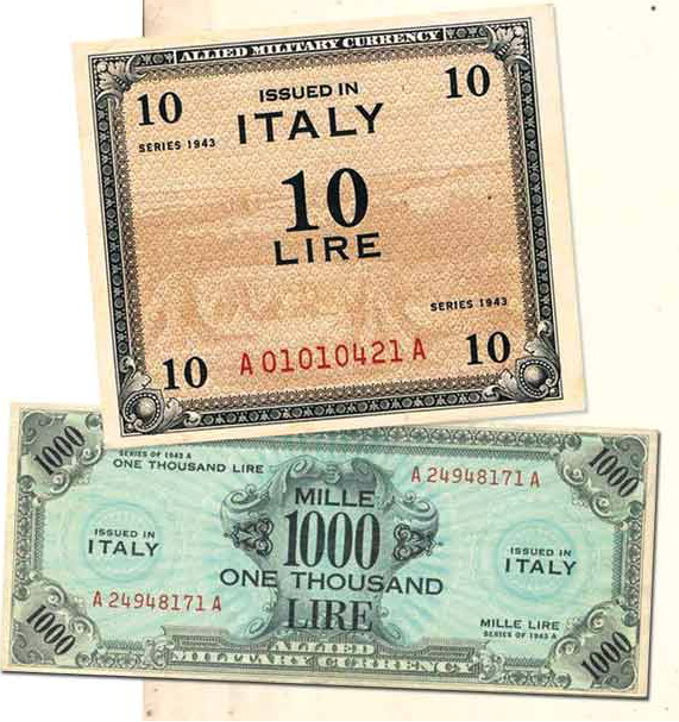 ALLIED MILITARY CURRENCY
10 ISSUED IN 10
SERIES 1943 ITALY
10
LIRE
SERIES 1943
10 A 01010421 A 10
1000 SERIES OF 1943 A 1000
ONE THOUSAND LIRE A 24948171 A
MILLE
1000
ISSUED IN ISSUED IN
ITALY ITALY
ONE THOUSAND
A 24948171 A LIRE MILLE LIRE
SERIES OF 1943 A
1000 ALLIED 1000
MILITARY CURRENCY